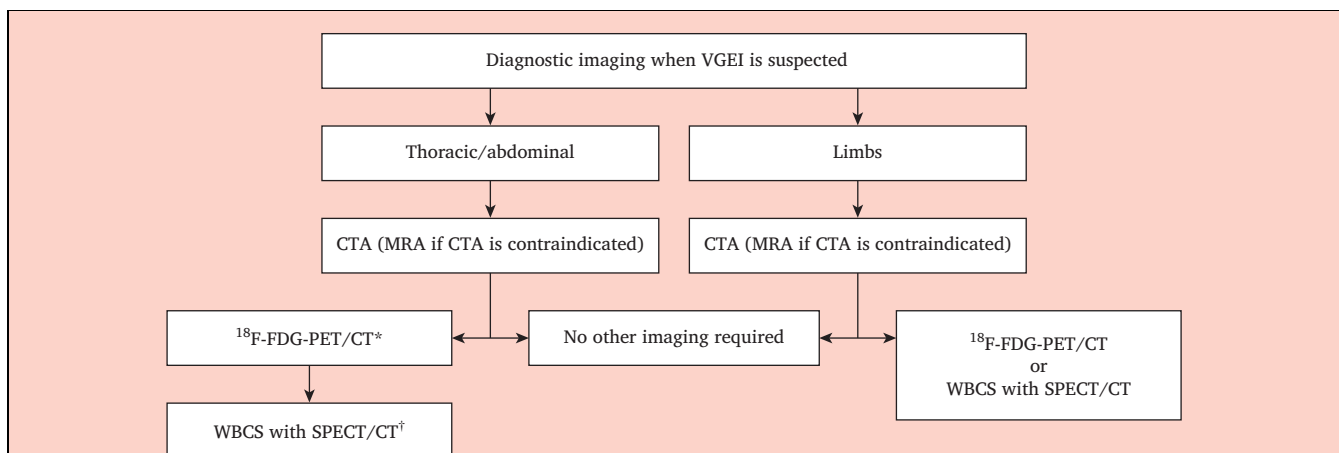 Diagnostic imaging when VGEI is suspected
Thoracic/abdominal
Limbs
CTA (MRA if CTA is contraindicated)
CTA (MRA if CTA is contraindicated)
¹⁸F-FDG-PET/CT*
No other imaging required
¹⁸F-FDG-PET/CT
or
WBCS with SPECT/CT
WBCS with SPECT/CT†